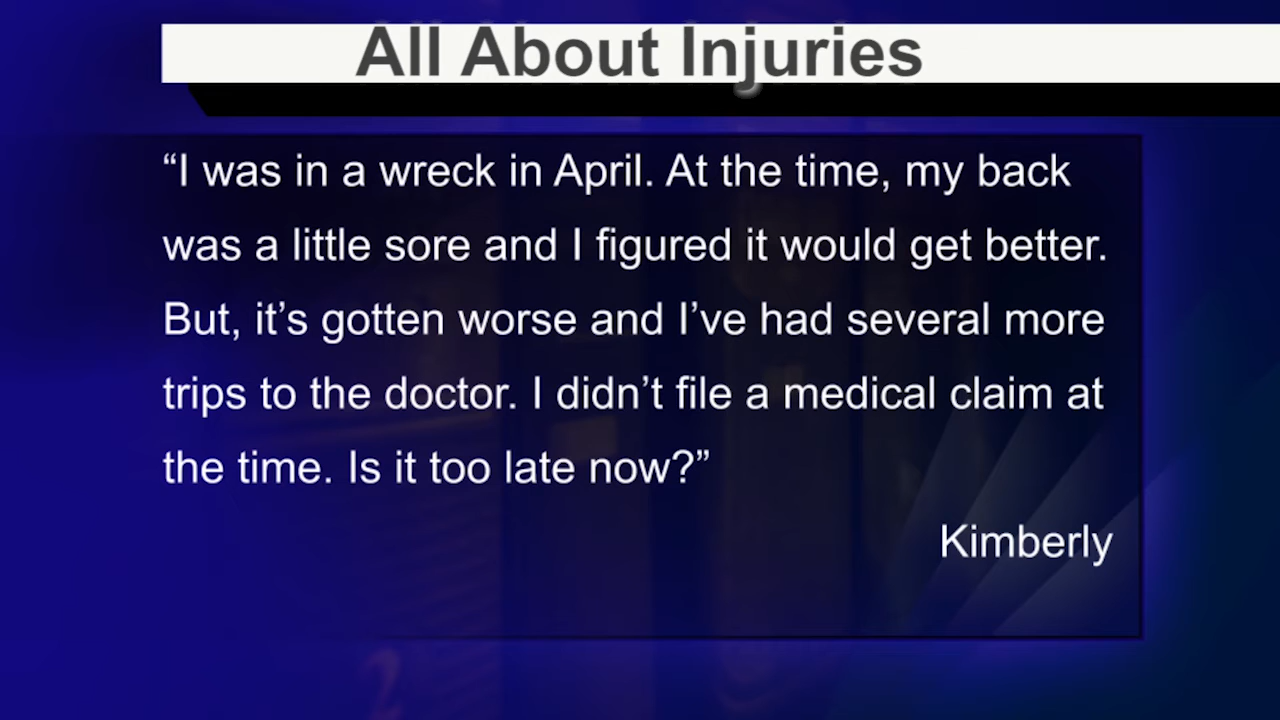 All About Injuries
“I was in a wreck in April. At the time, my back
was a little sore and I figured it would get better.
But, it’s gotten worse and I’ve had several more
trips to the doctor. I didn’t file a medical claim at
the time. Is it too late now?”
Kimberly